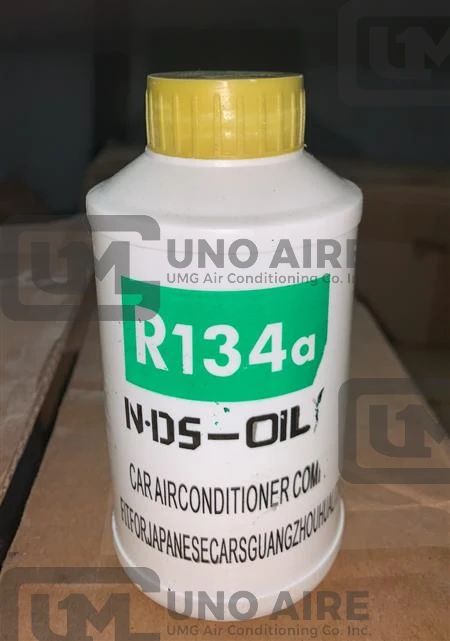 UNO AIRE
UMG Air Conditioning Co. Inc
R134a
N·DS-OiL
CAR AIRCONDITIONER COM
FITFORJAPANESECARSGUANGZHOUHUA
UNO AIRE
UMG Air Conditioning Co. Inc